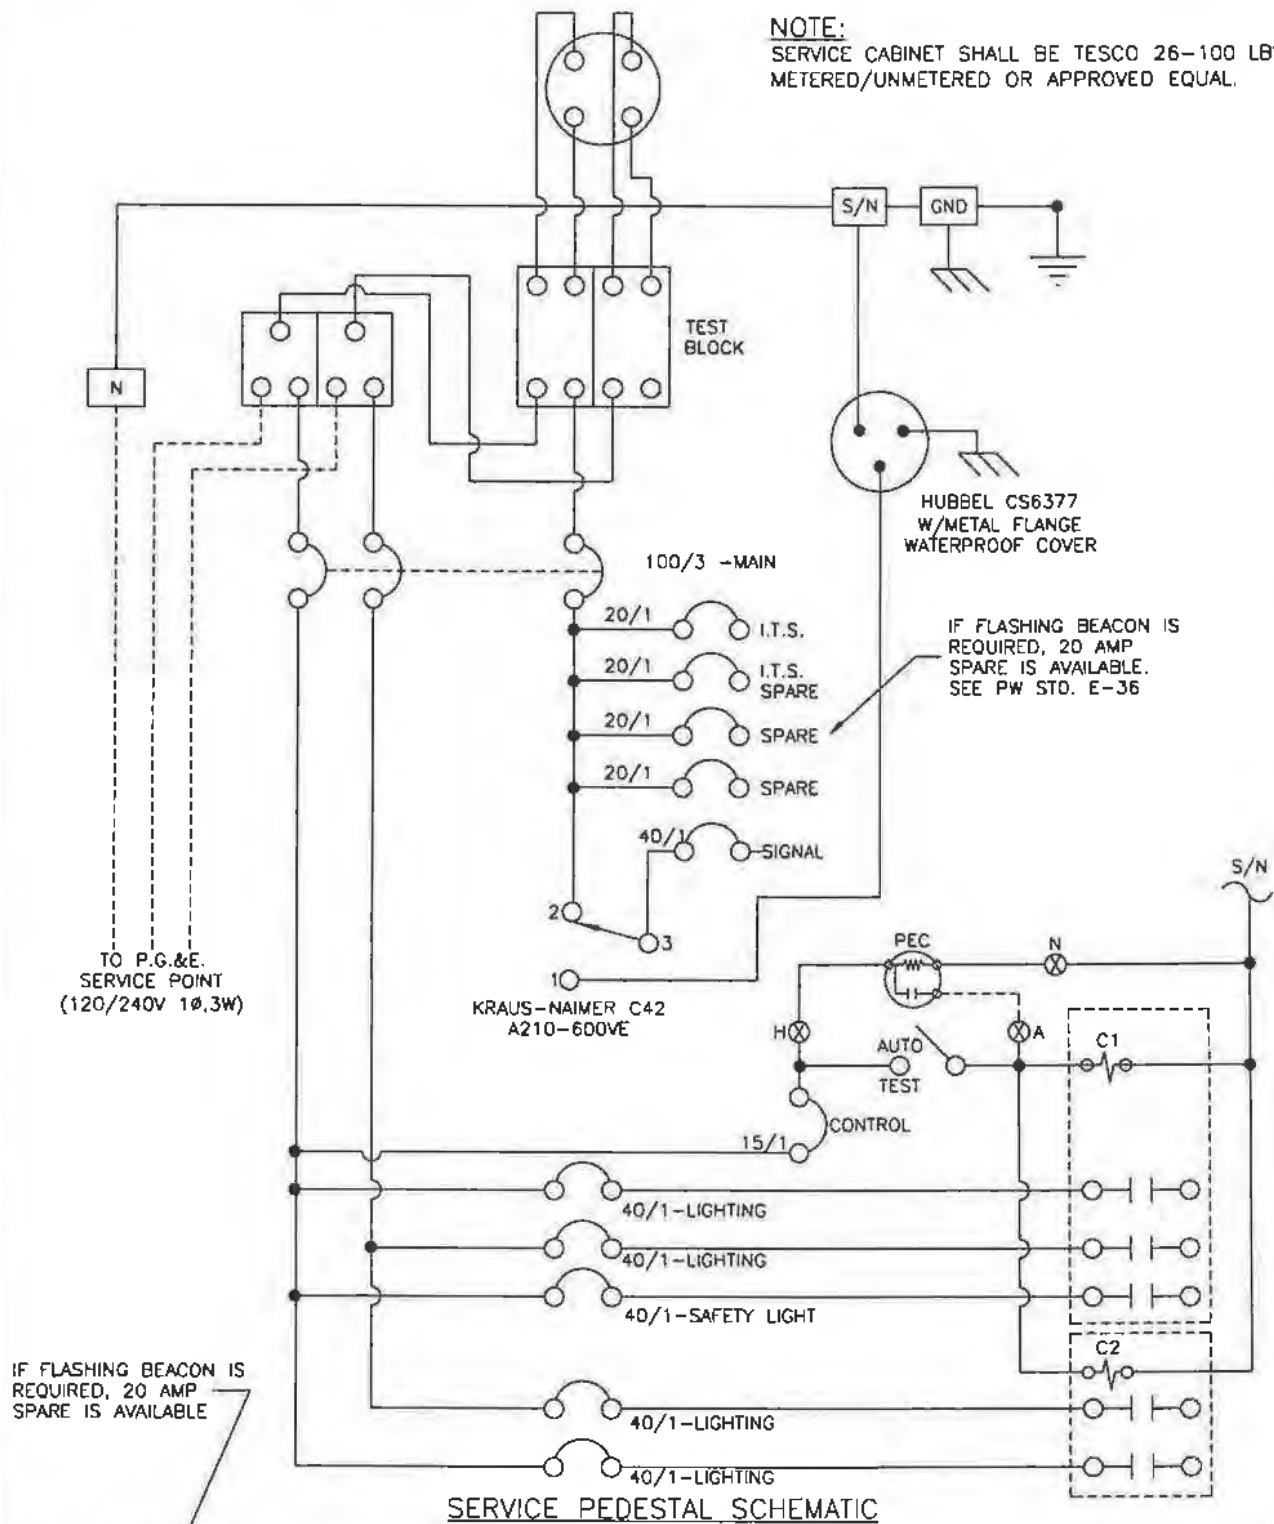 NOTE:
SERVICE CABINET SHALL BE TESCO 26-100 LB
METERED/UNMETERED OR APPROVED EQUAL.
S/N
GND
TEST
BLOCK
N
HUBBEL CS6377
W/METAL FLANGE
WATERPROOF COVER
100/3 -MAIN
20/1
I.T.S.
20/1
I.T.S.
SPARE
20/1
SPARE
20/1
SPARE
IF FLASHING BEACON IS
REQUIRED, 20 AMP
SPARE IS AVAILABLE.
SEE PW STD. E-36
40/1
SIGNAL
2
3
1
KRAUS-NAIMER C42
A210-600VE
TO P.G.&E.
SERVICE POINT
(120/240V 1Ø,3W)
S/N
PEC
N
H
A
AUTO
TEST
C1
CONTROL
15/1
40/1-LIGHTING
40/1-LIGHTING
40/1-SAFETY LIGHT
C2
IF FLASHING BEACON IS
REQUIRED, 20 AMP
SPARE IS AVAILABLE
40/1-LIGHTING
40/1-LIGHTING
SERVICE PEDESTAL SCHEMATIC